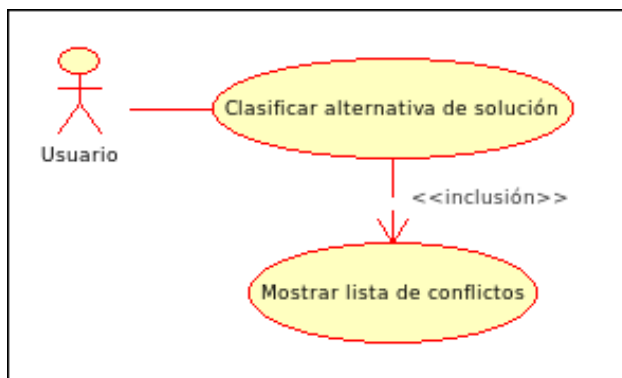 Clasificar alternativa de solución
Usuario
<<inclusión>>
Mostrar lista de conflictos